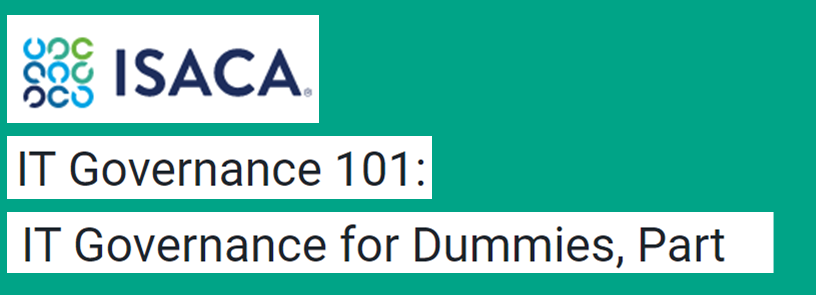 ISACA®
IT Governance 101:
IT Governance for Dummies, Part